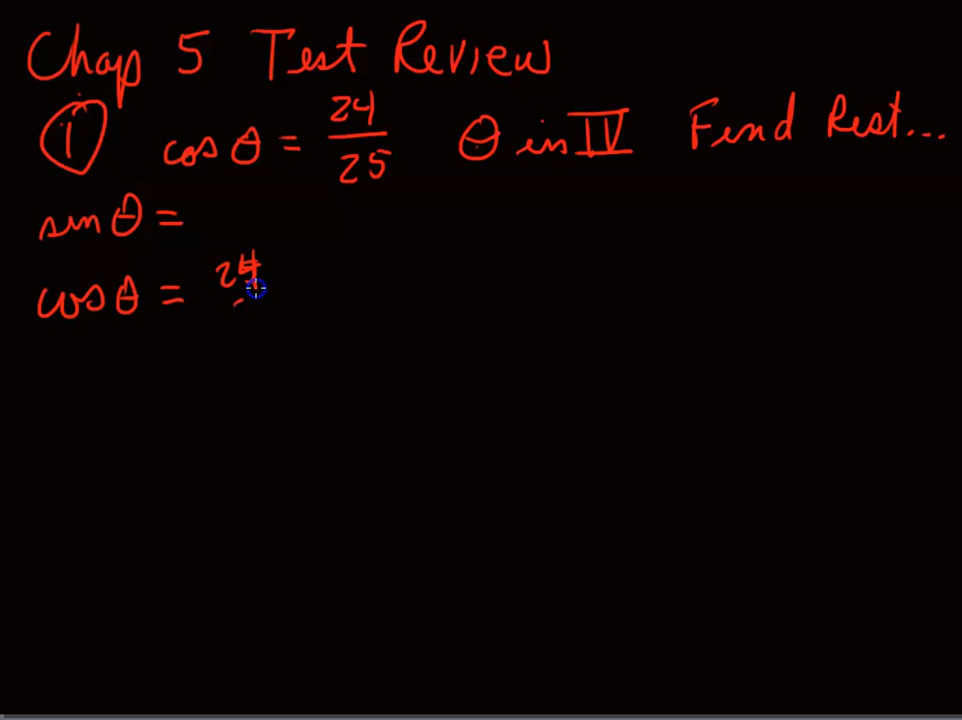 Chap 5 Test Review
1 cos θ = 24/25 θ in IV Find Rest...
sin θ =
cos θ = 24